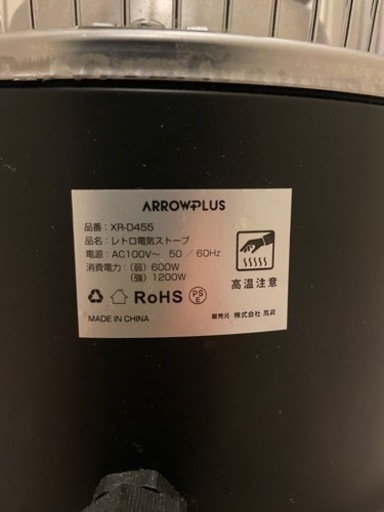 ARROWPLUS
品番：XR-D455
品名：レトロ電気ストーブ
電源：AC100V～ 50 / 60Hz
消費電力：(弱) 600W
(強) 1200W
高温注意
RoHS
PSE
MADE IN CHINA
販売元 株式会社